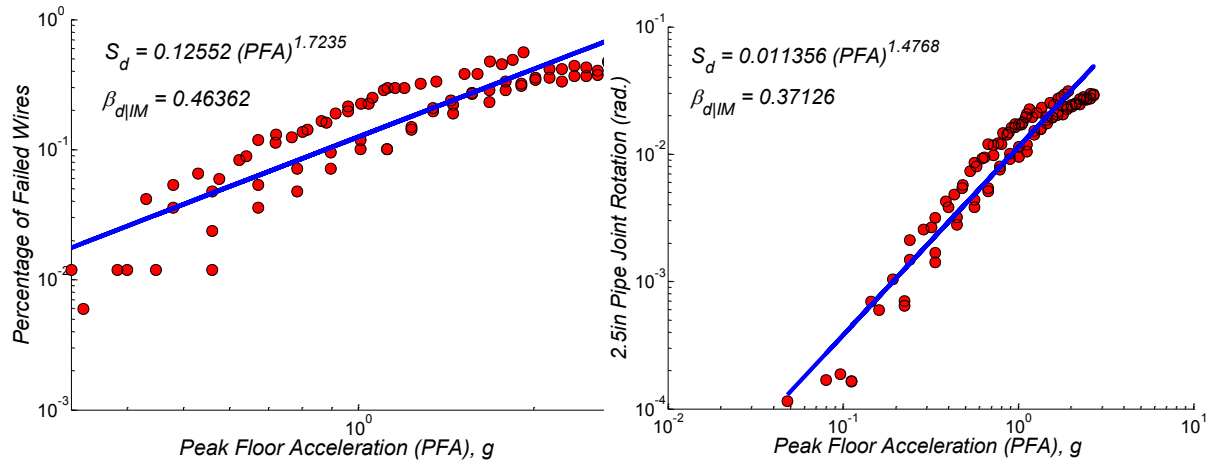 S_d = 0.12552 (PFA)^1.7235
β_d|IM = 0.46362
Percentage of Failed Wires
10^0
10^-1
10^-2
10^-3
10^0
Peak Floor Acceleration (PFA), g
S_d = 0.011356 (PFA)^1.4768
β_d|IM = 0.37126
2.5in Pipe Joint Rotation (rad.)
10^-1
10^-2
10^-3
10^-4
10^-2
10^-1
10^0
10^1
Peak Floor Acceleration (PFA), g